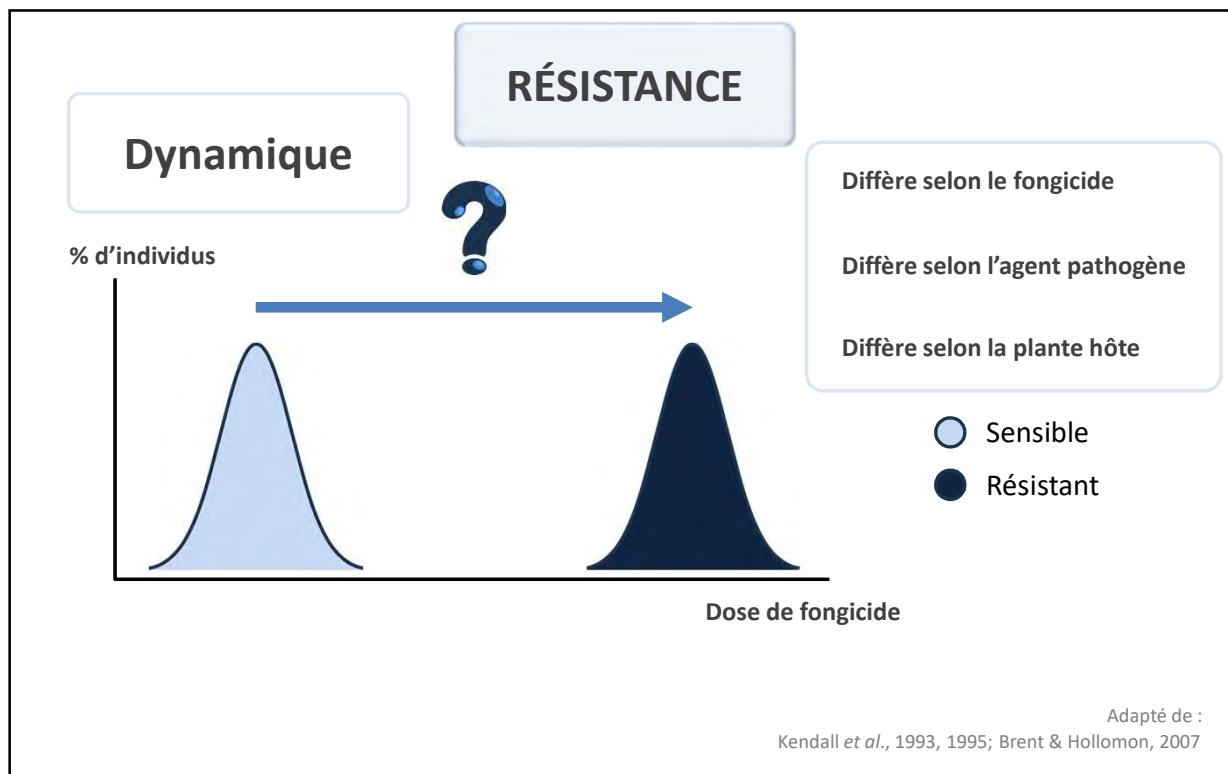 RÉSISTANCE
Dynamique
?
Diffère selon le fongicide
Diffère selon l’agent pathogène
Diffère selon la plante hôte
% d’individus
Sensible
Résistant
Dose de fongicide
Adapté de :
Kendall et al., 1993, 1995; Brent & Hollomon, 2007